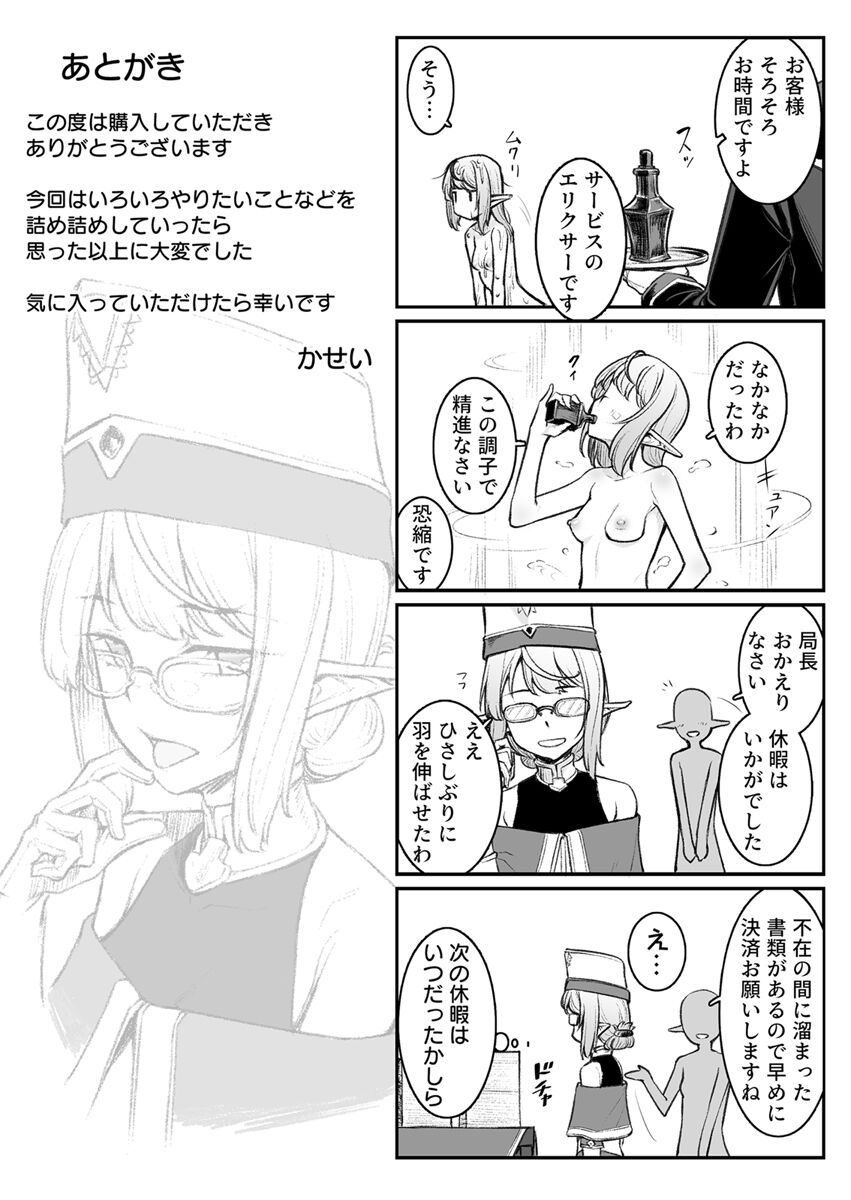 お客様
そろそろ
お時間ですよ
スッ
サービスの
エリクサーです
ムクリ
そう…
なかなか
だったわ
グィ
キュアン
この調子で
精進なさい
恐縮です
局長
おかえり
なさい
休暇は
いかがでした
フフ
ええ
ひさしぶりに
羽を伸ばせたわ
不在の間に溜まった
書類があるので早めに
決済お願いしますね
え…
ドチャ
次の休暇は
いつだったかしら
あとがき
この度は購入していただき
ありがとうございます
今回はいろいろやりたいことなどを
詰め詰めしていったら
思った以上に大変でした
気に入っていただけたら幸いです
かせい